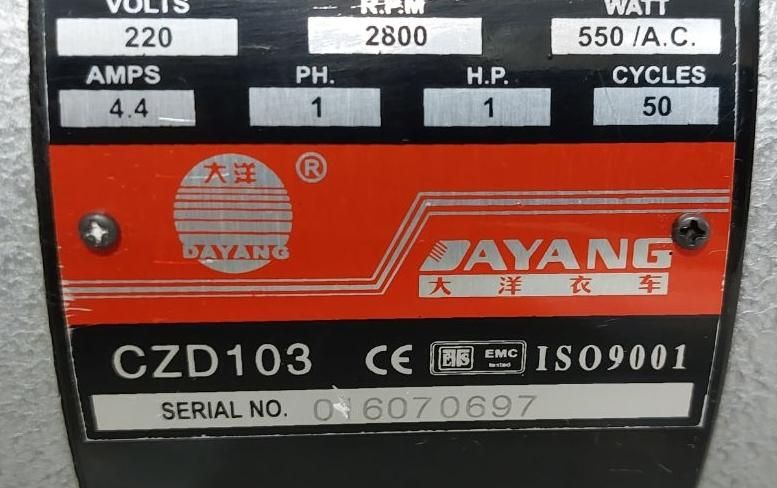 VOLTS R.P.M WATT
220 2800 550 /A.C.
AMPS PH. H.P. CYCLES
4.4 1 1 50
大洋 ®
DAYANG
DAYANG
大洋衣车
CZD103 CE EMC ISO9001
SERIAL NO. 016070697